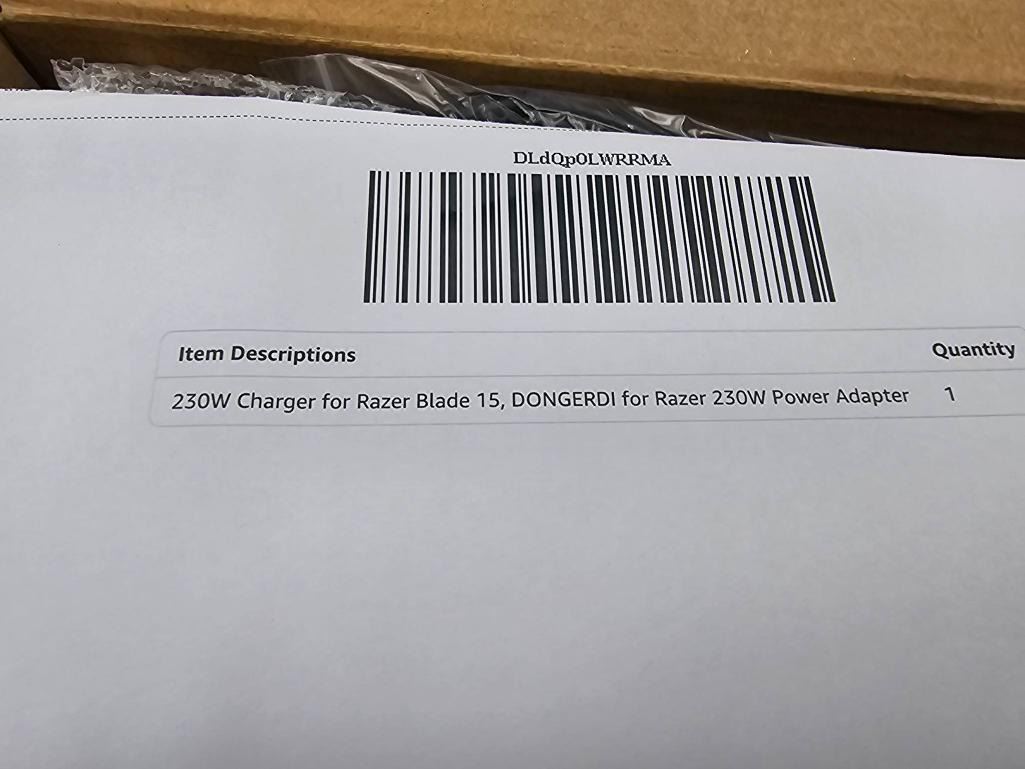 DLdQp0LWRRMA
Item Descriptions Quantity
230W Charger for Razer Blade 15, DONGERDI for Razer 230W Power Adapter 1